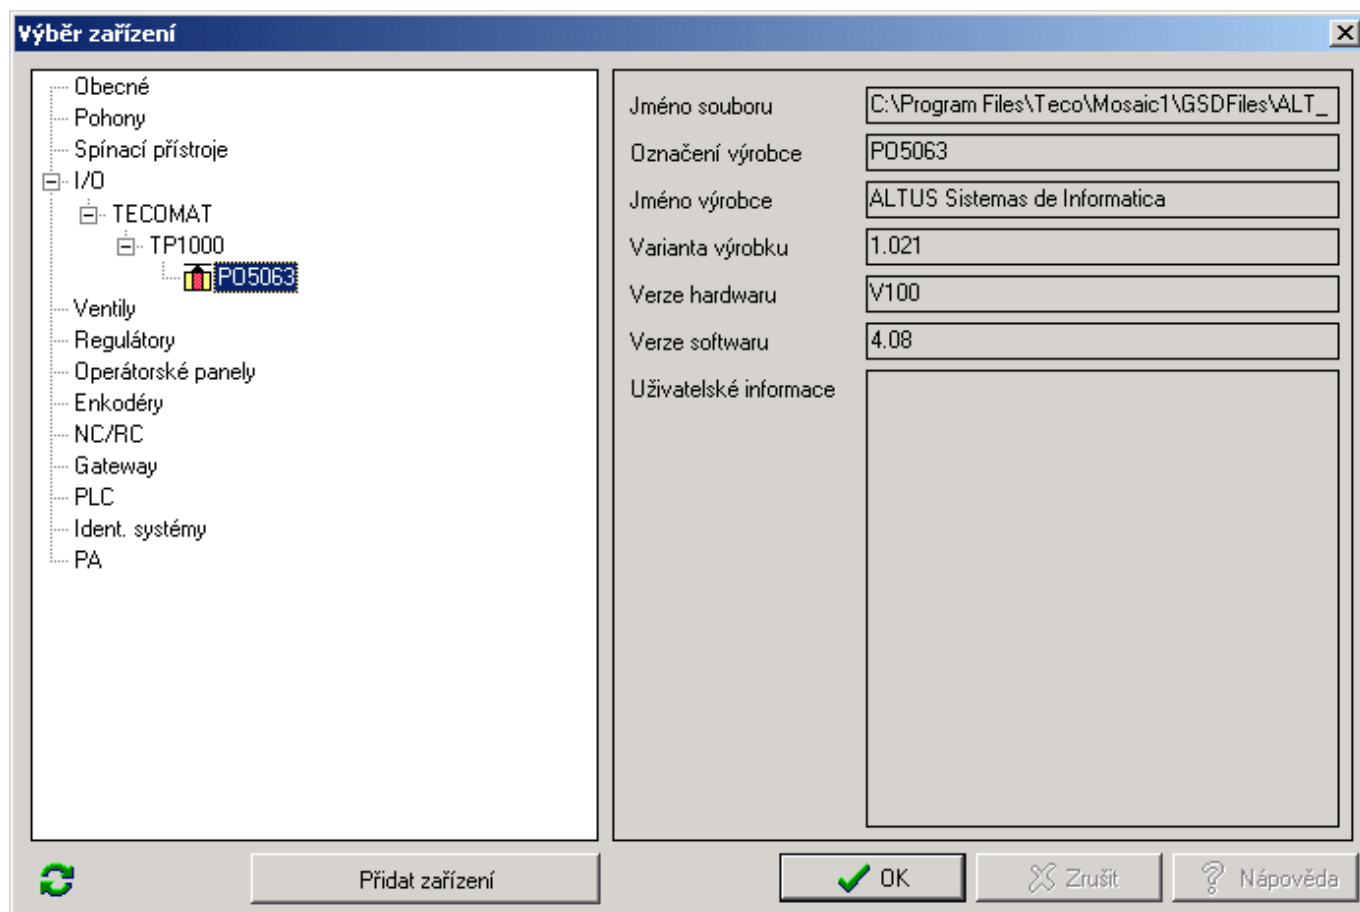 Výběr zařízení
Obecné
Pohony
Spínací přístroje
I/O
TECOMAT
TP1000
PO5063
Ventily
Regulátory
Operátorské panely
Enkodéry
NC/RC
Gateway
PLC
Ident. systémy
PA
Jméno souboru C:\Program Files\Teco\Mosaic1\GSDFiles\ALT_
Označení výrobce PO5063
Jméno výrobce ALTUS Sistemas de Informatica
Varianta výrobku 1.021
Verze hardwaru V100
Verze softwaru 4.08
Uživatelské informace
Přidat zařízení OK Zrušit Nápověda